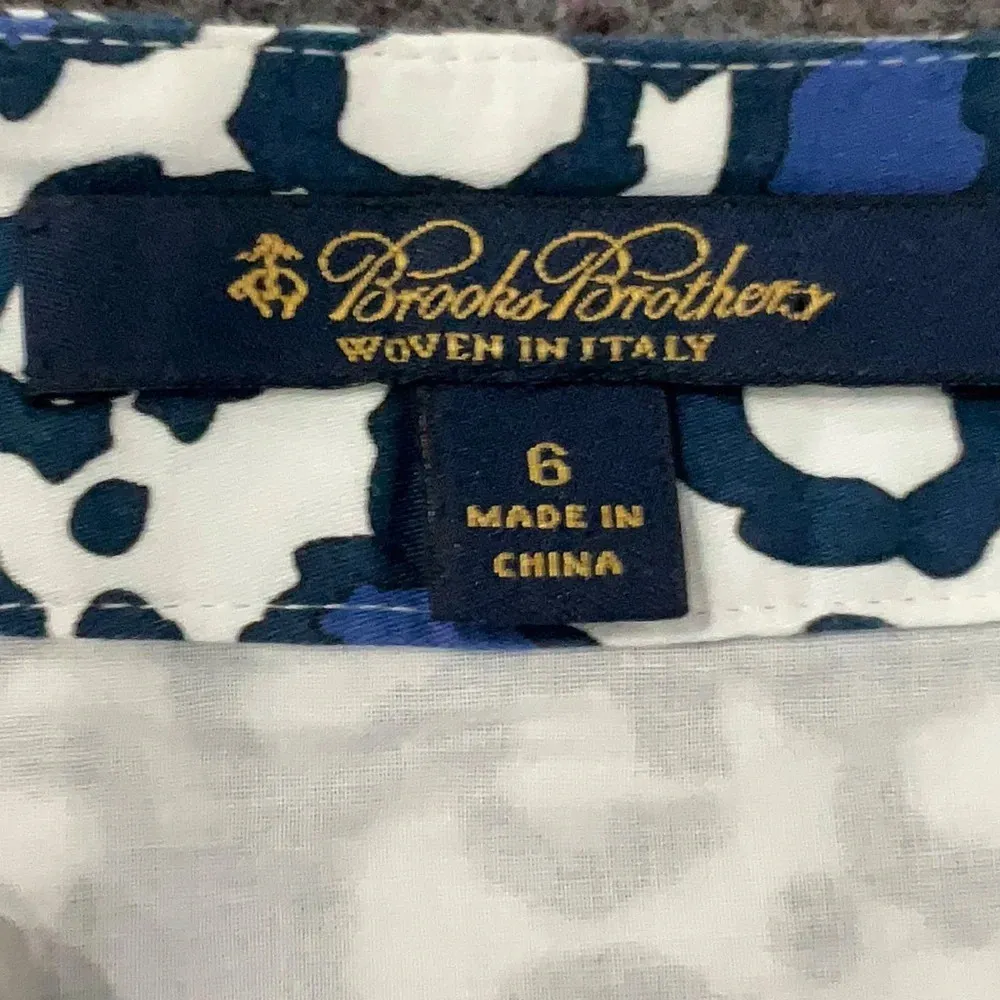 Brooks Brothers
WOVEN IN ITALY
6
MADE IN
CHINA